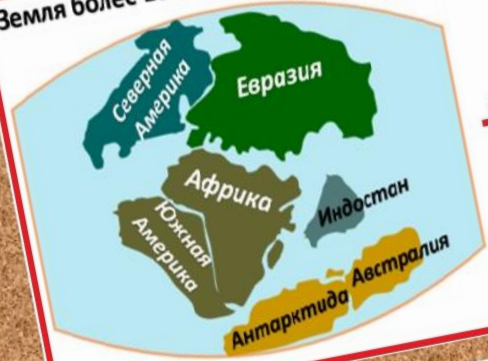 Земля более
Северная
Америка
Евразия
Африка
Южная
Америка
Индостан
Антарктида
Австралия